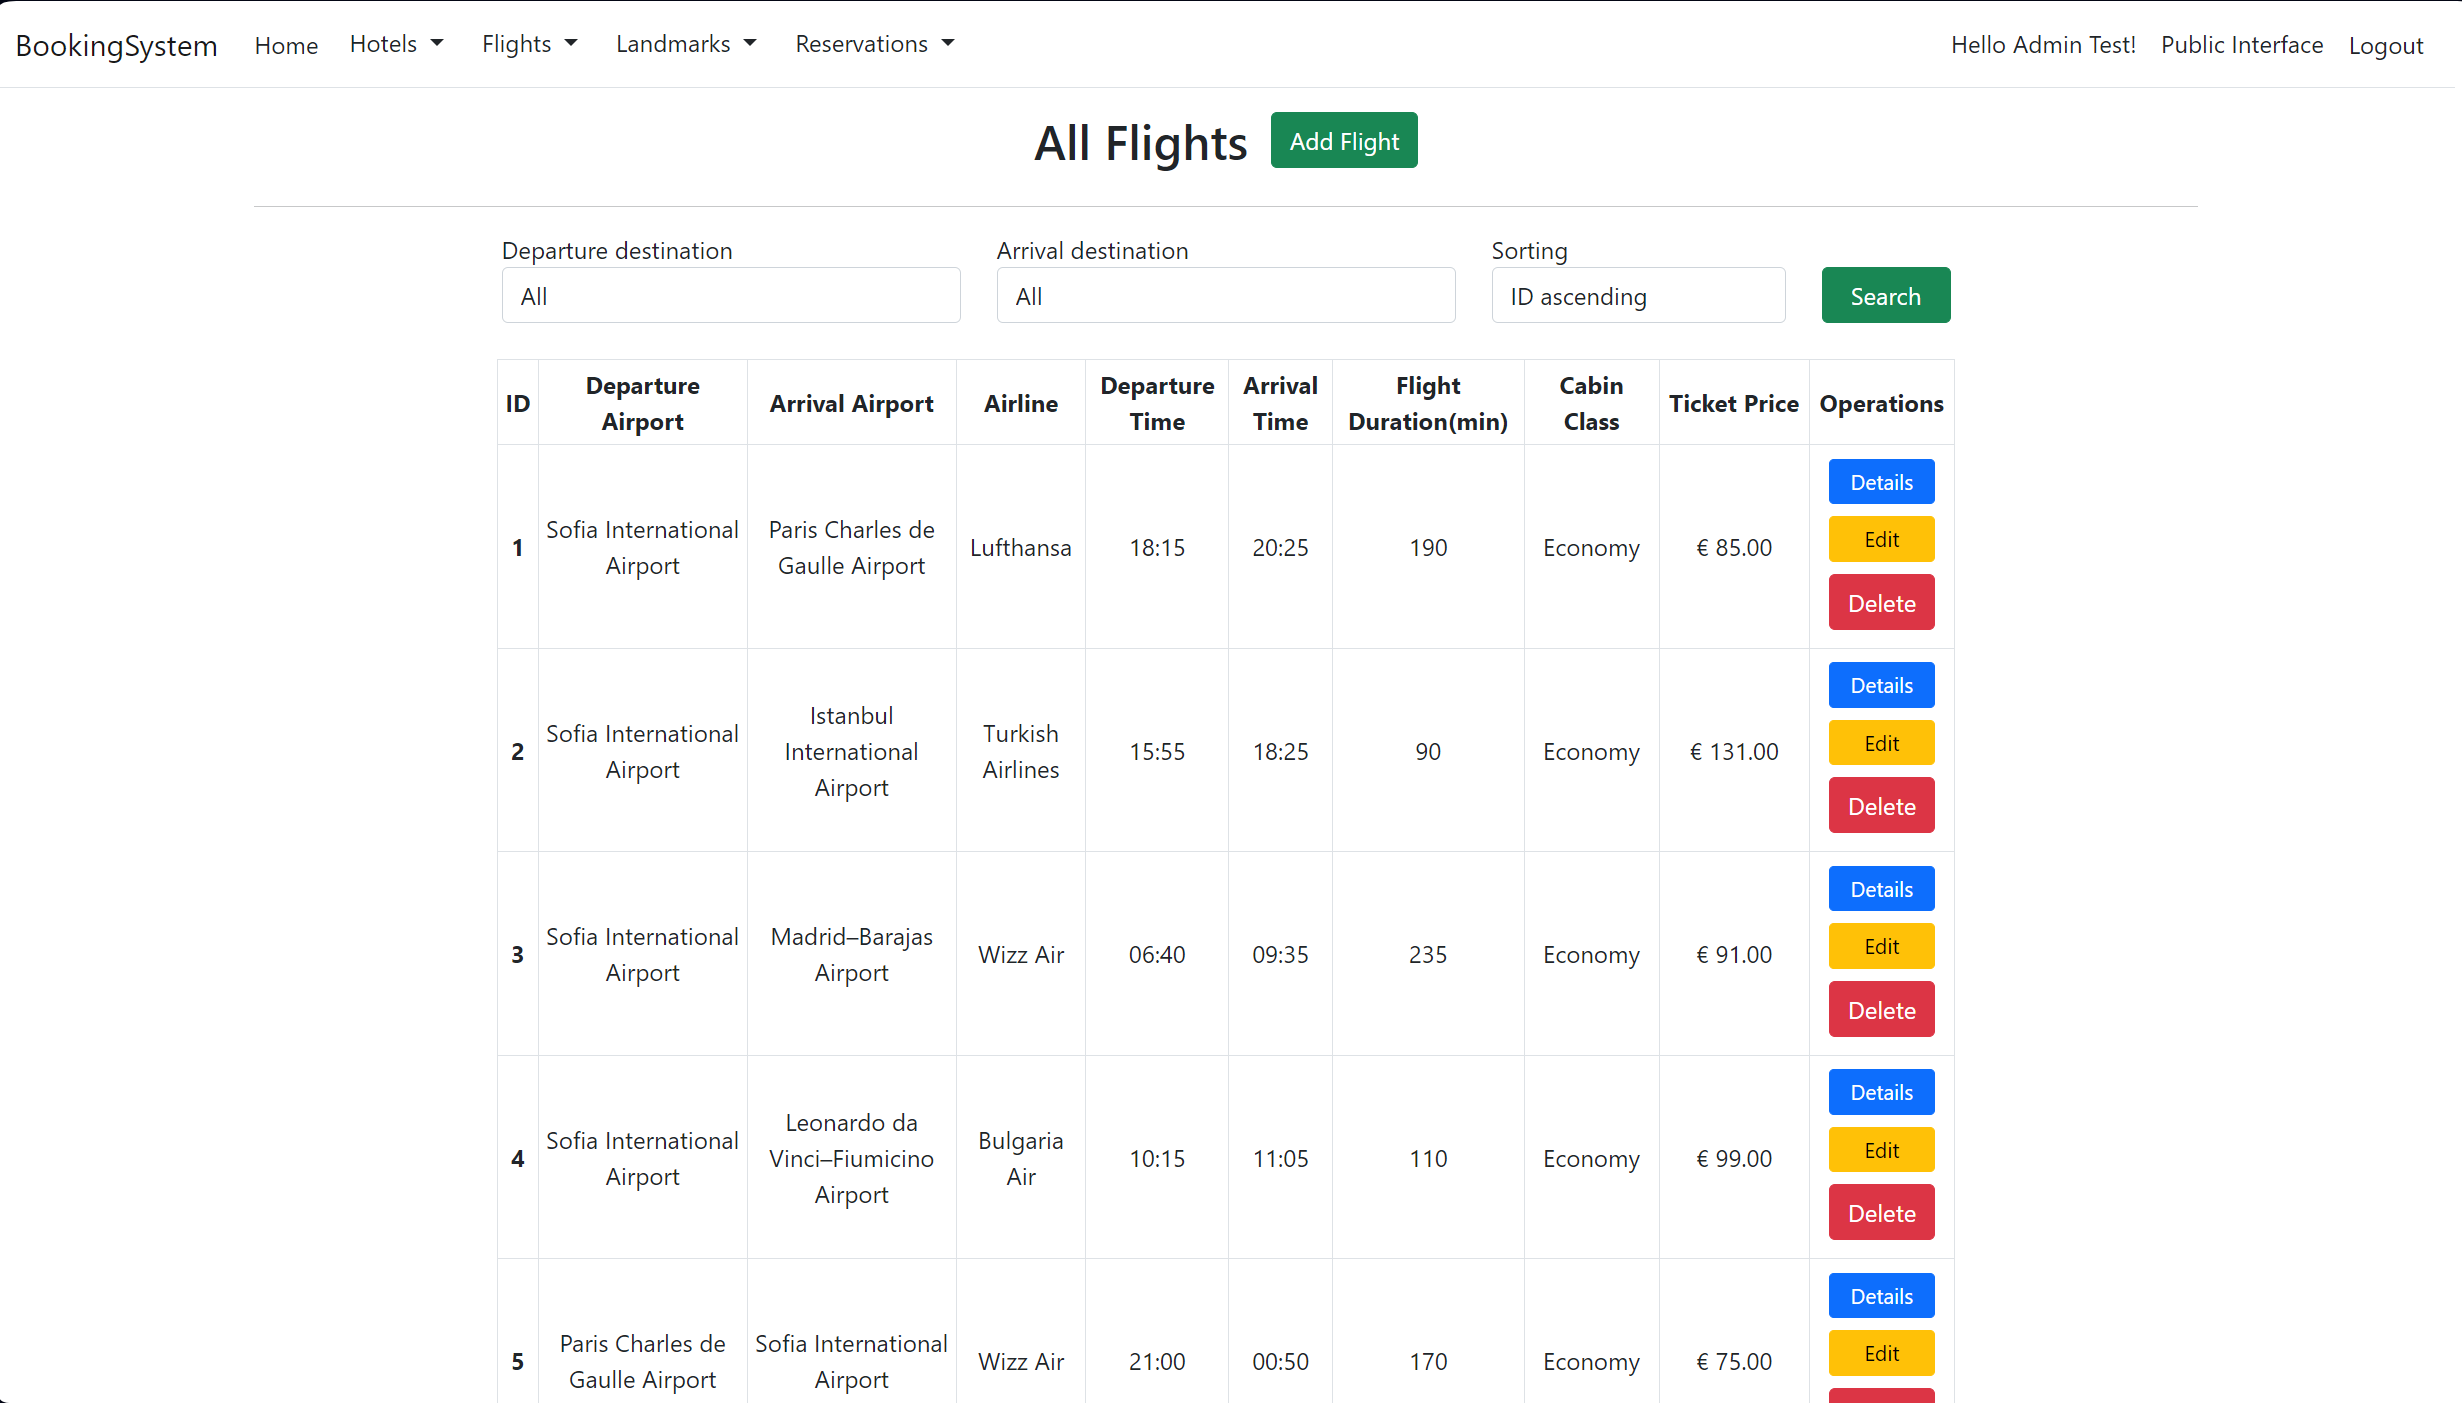 BookingSystem Home Hotels Flights Landmarks Reservations Hello Admin Test! Public Interface Logout
All Flights Add Flight
Departure destination Arrival destination Sorting
All All ID ascending Search
ID Departure Airport Arrival Airport Airline Departure Time Arrival Time Flight Duration(min) Cabin Class Ticket Price Operations
1 Sofia International Airport Paris Charles de Gaulle Airport Lufthansa 18:15 20:25 190 Economy € 85.00 Details Edit Delete
2 Sofia International Airport Istanbul International Airport Turkish Airlines 15:55 18:25 90 Economy € 131.00 Details Edit Delete
3 Sofia International Airport Madrid–Barajas Airport Wizz Air 06:40 09:35 235 Economy € 91.00 Details Edit Delete
4 Sofia International Airport Leonardo da Vinci–Fiumicino Airport Bulgaria Air 10:15 11:05 110 Economy € 99.00 Details Edit Delete
5 Paris Charles de Gaulle Airport Sofia International Airport Wizz Air 21:00 00:50 170 Economy € 75.00 Details Edit